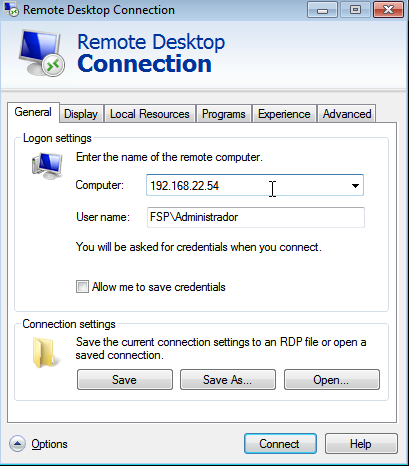 Remote Desktop Connection
Remote Desktop
Connection
General
Display
Local Resources
Programs
Experience
Advanced
Logon settings
Enter the name of the remote computer.
Computer:
192.168.22.54
User name:
FSP\Administrador
You will be asked for credentials when you connect.
Allow me to save credentials
Connection settings
Save the current connection settings to an RDP file or open a
saved connection.
Save
Save As...
Open...
Options
Connect
Help